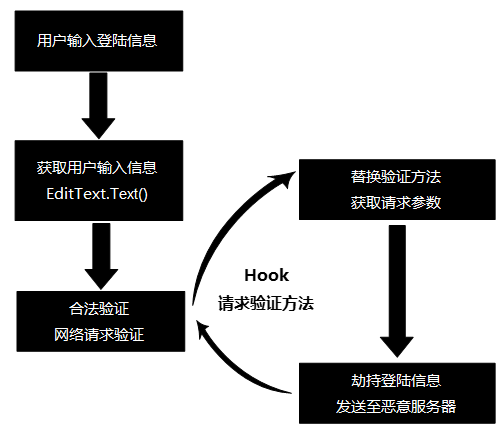 用户输入登陆信息
获取用户输入信息
EditText.Text()
合法验证
网络请求验证
Hook
请求验证方法
替换验证方法
获取请求参数
劫持登陆信息
发送至恶意服务器